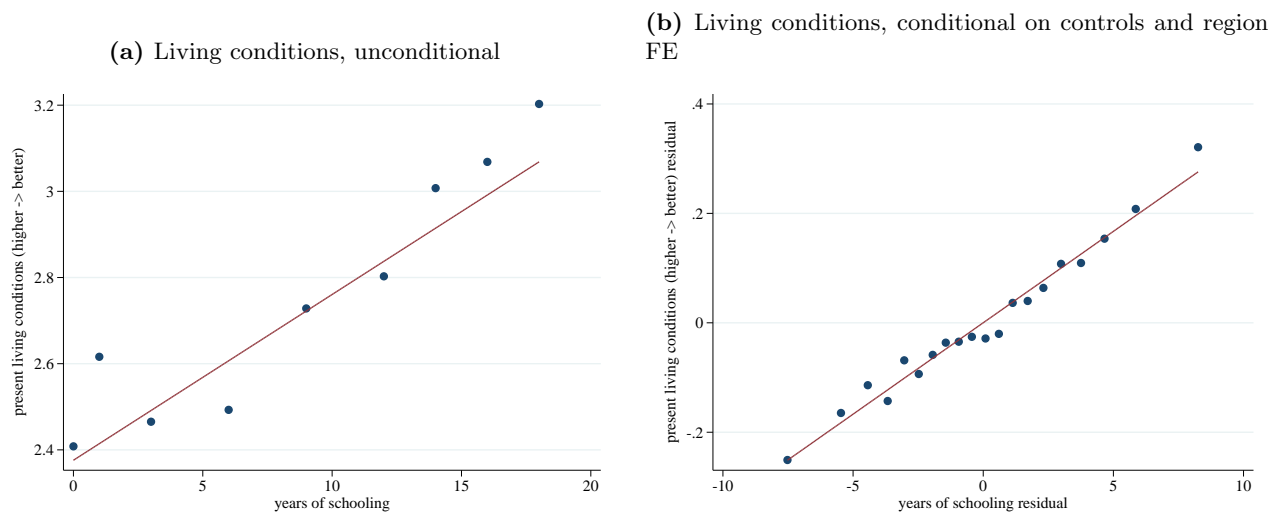 (a) Living conditions, unconditional
present living conditions (higher -> better)
3.2
3
2.8
2.6
2.4
0
5
10
15
20
years of schooling
(b) Living conditions, conditional on controls and region
FE
present living conditions (higher -> better) residual
.4
.2
0
-.2
-10
-5
0
5
10
years of schooling residual